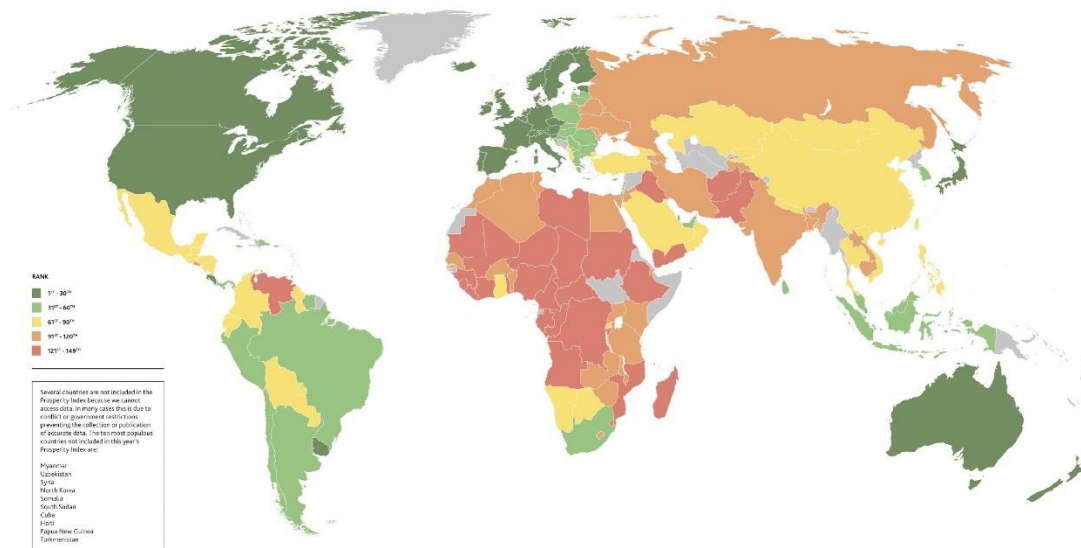 RANK
1ST - 30TH
31ST - 60TH
61ST - 90TH
91ST - 120TH
121ST - 149TH
Several countries are not included in the
Prosperity Index because we cannot
access data. In many cases this is due to
conflict or government restrictions
preventing the collection or publication
of accurate data. The ten most populous
countries not included in this year's
Prosperity Index are:
Myanmar
Uzbekistan
Syria
North Korea
Somalia
South Sudan
Cuba
Haiti
Papua New Guinea
Turkmenistan